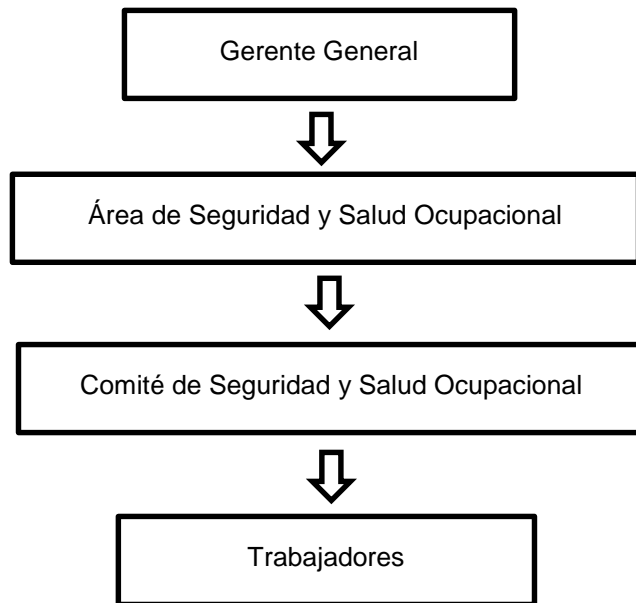 Gerente General
Área de Seguridad y Salud Ocupacional
Comité de Seguridad y Salud Ocupacional
Trabajadores